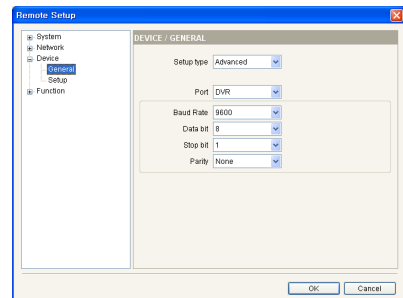 Remote Setup
System
Network
Device
General
Setup
Function
DEVICE / GENERAL
Setup type Advanced
Port DVR
Baud Rate 9600
Data bit 8
Stop bit 1
Parity None
OK Cancel